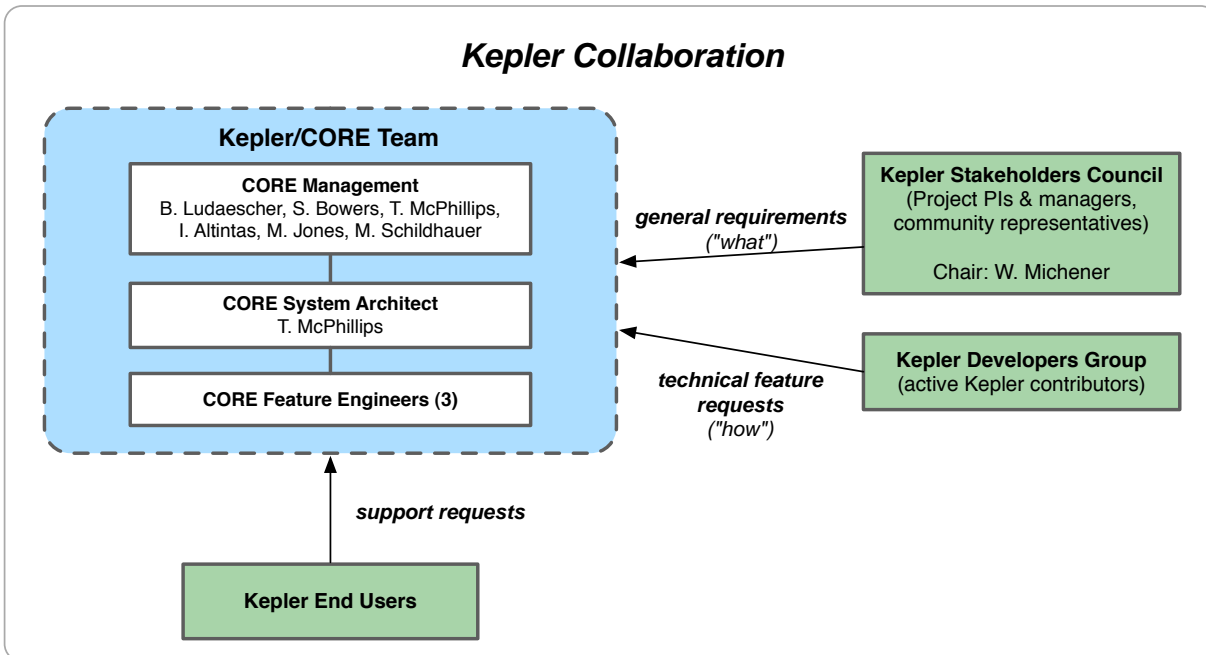 Kepler Collaboration
Kepler/CORE Team
CORE Management
B. Ludaescher, S. Bowers, T. McPhillips,
I. Altintas, M. Jones, M. Schildhauer
CORE System Architect
T. McPhillips
CORE Feature Engineers (3)
general requirements
("what")
Kepler Stakeholders Council
(Project PIs & managers,
community representatives)
Chair: W. Michener
technical feature
requests
("how")
Kepler Developers Group
(active Kepler contributors)
support requests
Kepler End Users